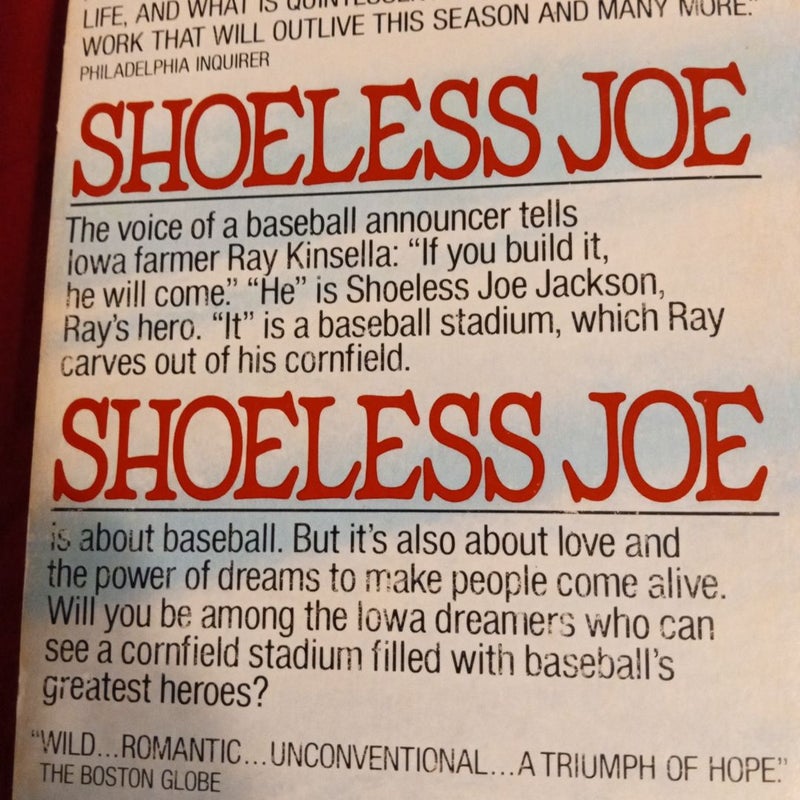 LIFE, AND WHAT IS
WORK THAT WILL OUTLIVE THIS SEASON AND MANY MORE."
PHILADELPHIA INQUIRER
SHOELESS JOE
The voice of a baseball announcer tells
Iowa farmer Ray Kinsella: “If you build it,
he will come.” “He” is Shoeless Joe Jackson,
Ray's hero. “It” is a baseball stadium, which Ray
carves out of his cornfield.
SHOELESS JOE
is about baseball. But it's also about love and
the power of dreams to make people come alive.
Will you be among the Iowa dreamers who can
see a cornfield stadium filled with baseball's
greatest heroes?
“WILD...ROMANTIC...UNCONVENTIONAL...A TRIUMPH OF HOPE.”
THE BOSTON GLOBE